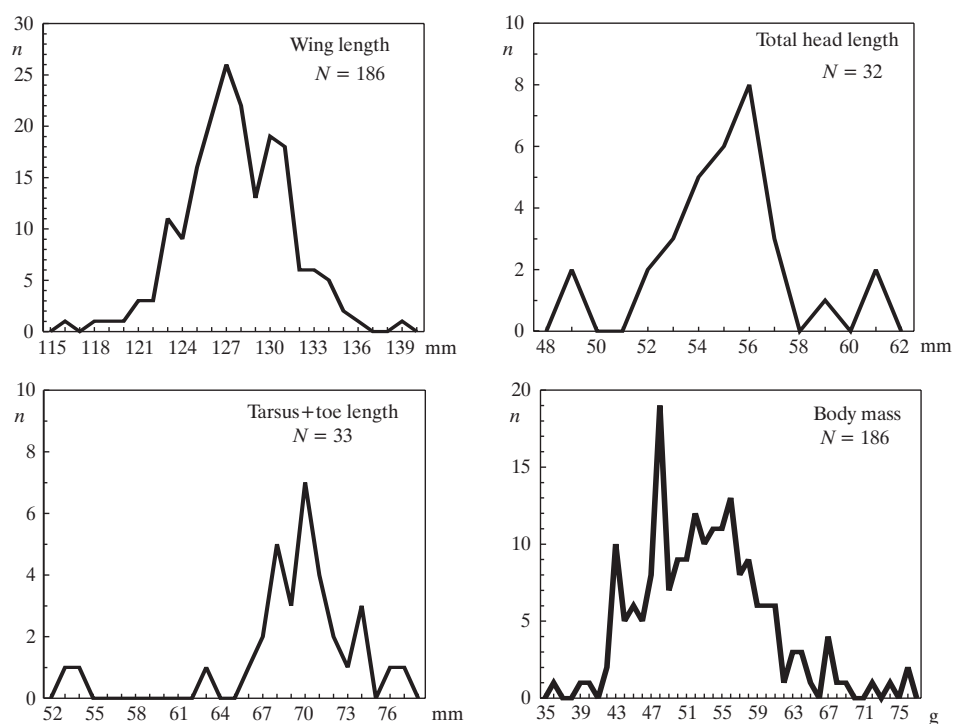 30
n
25
20
15
10
5
0
Wing length
N = 186
115 118 121 124 127 130 133 136 139 mm
10
n
8
6
4
2
0
Total head length
N = 32
48 50 52 54 56 58 60 62 mm
10
n
8
6
4
2
0
Tarsus+toe length
N = 33
52 55 58 61 64 67 70 73 76 mm
20
n
15
10
5
0
Body mass
N = 186
35 39 43 47 51 55 59 63 67 71 75 g